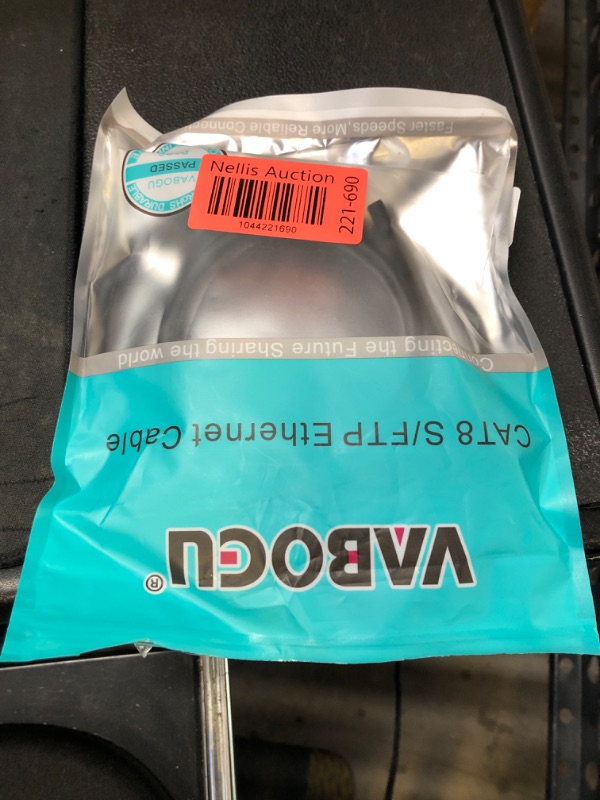 VABOGU®
CAT8 S/FTP Ethernet Cable
Connecting the Future Sharing the world
Nellis Auction
1044221690
221-690
VABOGU
PASSED
DURABLE
Faster Speeds,More Reliable